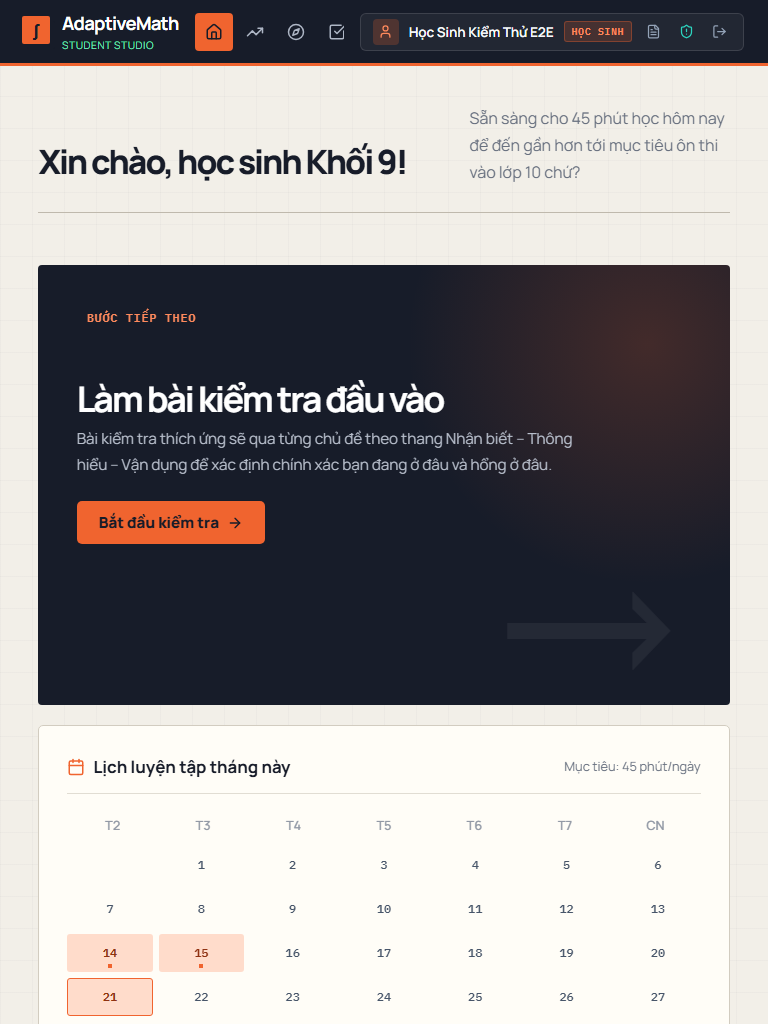 ∫
AdaptiveMath
STUDENT STUDIO
Học Sinh Kiểm Thử E2E
HỌC SINH
Xin chào, học sinh Khối 9!
Sẵn sàng cho 45 phút học hôm nay
để đến gần hơn tới mục tiêu ôn thi
vào lớp 10 chứ?
BƯỚC TIẾP THEO
Làm bài kiểm tra đầu vào
Bài kiểm tra thích ứng sẽ qua từng chủ đề theo thang Nhận biết – Thông
hiểu – Vận dụng để xác định chính xác bạn đang ở đâu và hổng ở đâu.
Bắt đầu kiểm tra →
Lịch luyện tập tháng này
Mục tiêu: 45 phút/ngày
T2 T3 T4 T5 T6 T7 CN
1 2 3 4 5 6
7 8 9 10 11 12 13
14 15 16 17 18 19 20
21 22 23 24 25 26 27